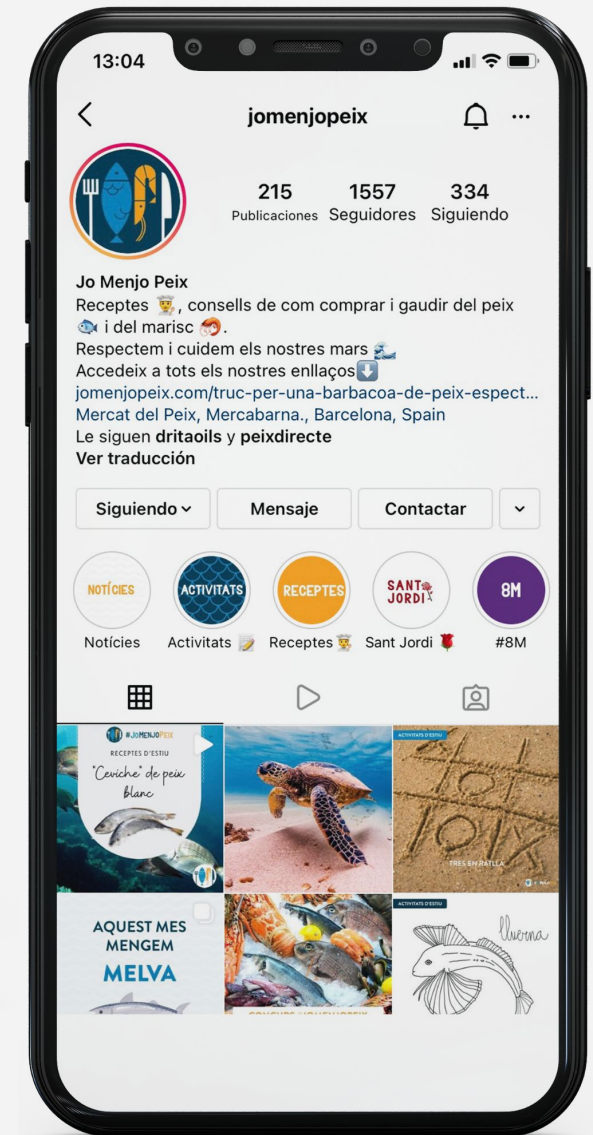 13:04
jomenjopeix
215 1557 334
Publicaciones Seguidores Siguiendo
Jo Menjo Peix
Receptes 👨‍🍳, consells de com comprar i gaudir del peix
🐟 i del marisc 🦐.
Respectem i cuidem els nostres mars 🌊
Accedeix a tots els nostres enllaços⬇️
jomenjopeix.com/truc-per-una-barbacoa-de-peix-espect...
Mercat del Peix, Mercabarna., Barcelona, Spain
Le siguen dritaoils y peixdirecte
Ver traducción
Siguiendo Mensaje Contactar
NOTÍCIES ACTIVITATS RECEPTES SANT JORDI 8M
Notícies Activitats 📝 Receptes 👨‍🍳 Sant Jordi 🌹 #8M
#JOMENJOPEIX
RECEPTES D'ESTIU
"Ceviche" de peix
blanc
ACTIVITATS D'ESTIU
TRES EN RATLLA
AQUEST MES
MENGEM
MELVA
CONCURS #JOMENJOPEIX
ACTIVITATS D'ESTIU
lluerna